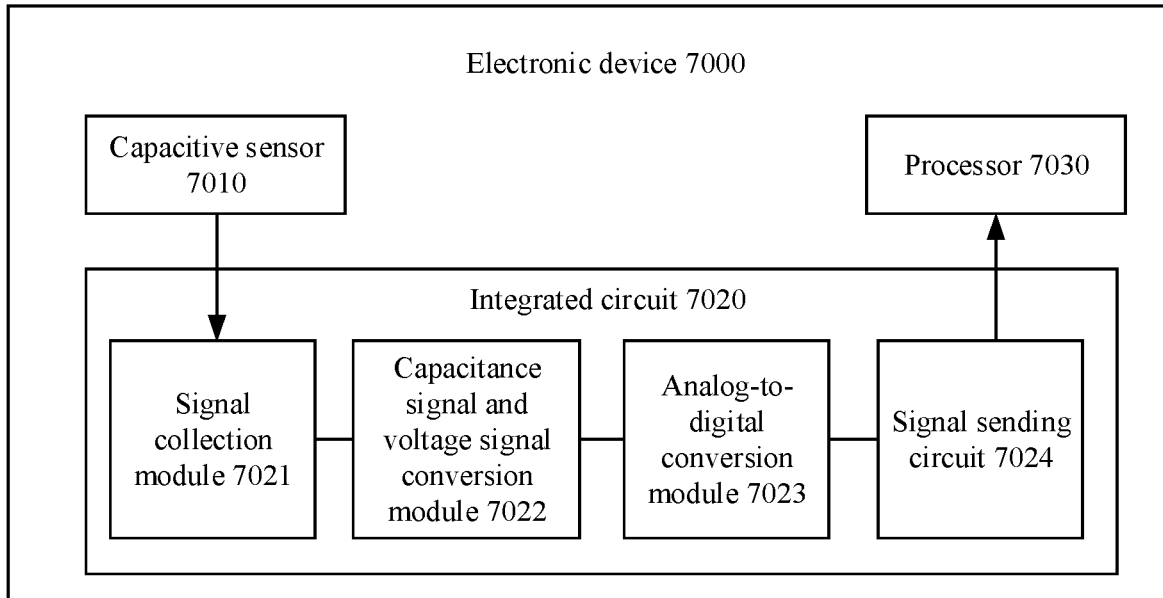 Electronic device 7000
Capacitive sensor
7010
Processor 7030
Integrated circuit 7020
Signal
collection
module 7021
Capacitance
signal and
voltage signal
conversion
module 7022
Analog-to-
digital
conversion
module 7023
Signal sending
circuit 7024